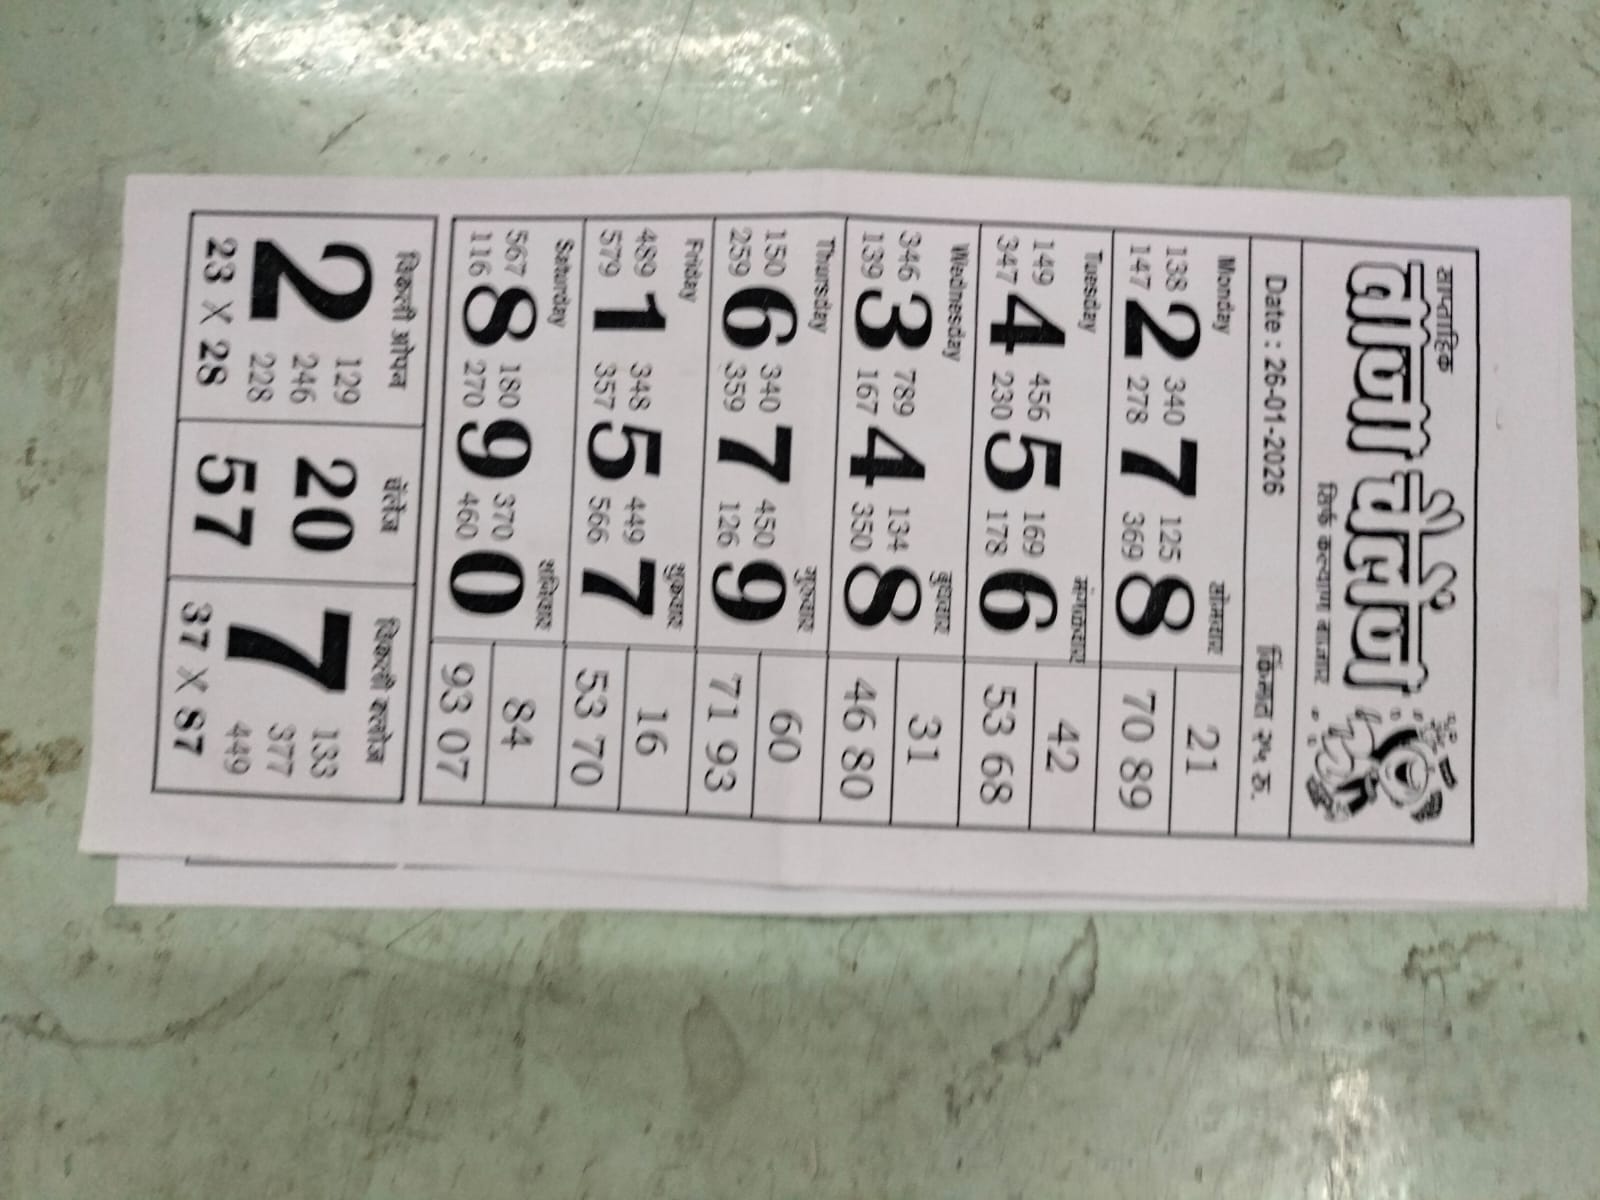 साप्ताहिक
ताजा चॅलेंज
सिर्फ कल्याण बाजार
Date : 26-01-2026 किंमत २५ रु.
Monday सोमवार
138 2 340 7 125 8 21
147 278 369 70 89
Tuesday मंगळवार
149 4 456 5 169 6 42
347 230 178 53 68
Wednesday बुधवार
346 3 789 4 134 8 31
139 167 350 46 80
Thursday गुरुवार
150 6 340 7 450 9 60
259 359 126 71 93
Friday शुक्रवार
489 1 348 5 449 7 16
579 357 566 53 70
Saturday शनिवार
567 8 180 9 370 0 84
116 270 460 93 07
विकली ओपन
2 129
246
228
23 X 28
चॅलेंज
20
57
विकली क्लोज
7 133
377
449
37 X 87